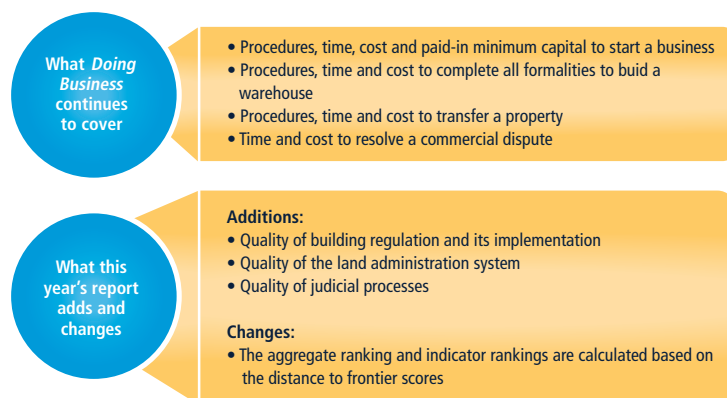 What Doing
Business
continues
to cover
• Procedures, time, cost and paid-in minimum capital to start a business
• Procedures, time and cost to complete all formalities to buid a
warehouse
• Procedures, time and cost to transfer a property
• Time and cost to resolve a commercial dispute
What this
year's report
adds and
changes
Additions:
• Quality of building regulation and its implementation
• Quality of the land administration system
• Quality of judicial processes
Changes:
• The aggregate ranking and indicator rankings are calculated based on
the distance to frontier scores